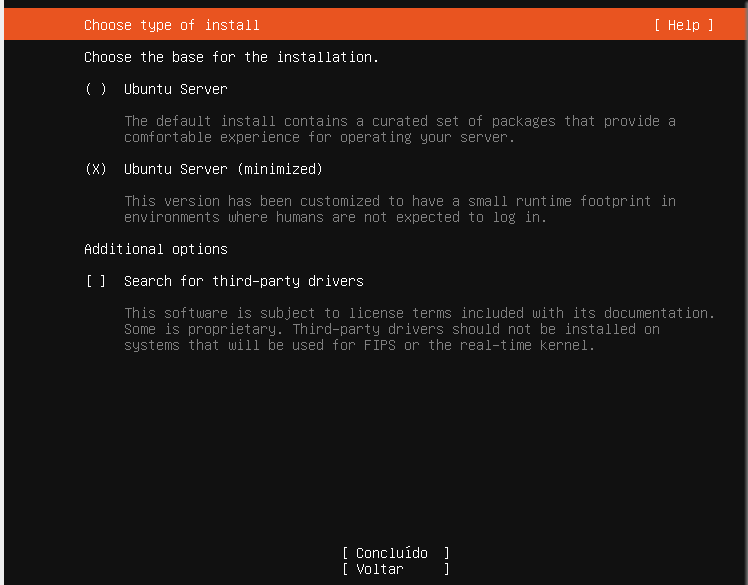 Choose type of install [ Help ]
Choose the base for the installation.
( ) Ubuntu Server
The default install contains a curated set of packages that provide a
comfortable experience for operating your server.
(X) Ubuntu Server (minimized)
This version has been customized to have a small runtime footprint in
environments where humans are not expected to log in.
Additional options
[ ] Search for third-party drivers
This software is subject to license terms included with its documentation.
Some is proprietary. Third-party drivers should not be installed on
systems that will be used for FIPS or the real-time kernel.
[ Concluído ]
[ Voltar ]